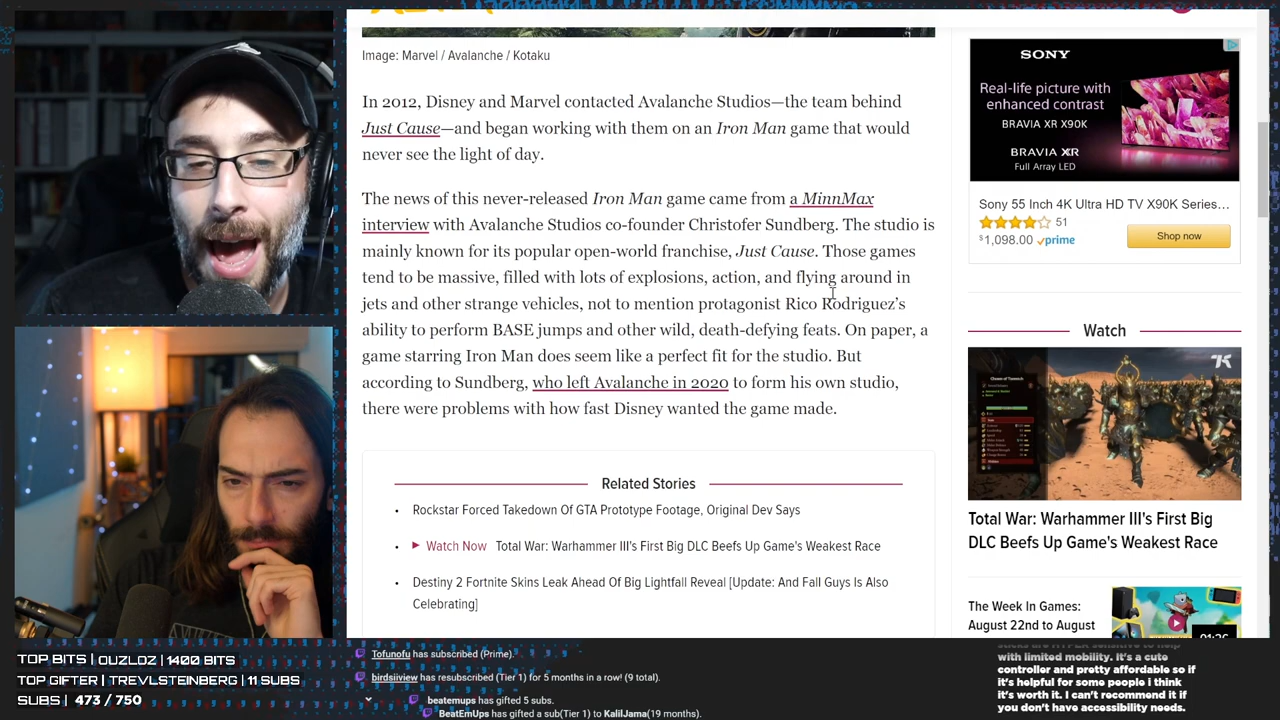 Image: Marvel / Avalanche / Kotaku
In 2012, Disney and Marvel contacted Avalanche Studios—the team behind
Just Cause—and began working with them on an Iron Man game that would
never see the light of day.
The news of this never-released Iron Man game came from a MinnMax
interview with Avalanche Studios co-founder Christofer Sundberg. The studio is
mainly known for its popular open-world franchise, Just Cause. Those games
tend to be massive, filled with lots of explosions, action, and flying around in
jets and other strange vehicles, not to mention protagonist Rico Rodriguez's
ability to perform BASE jumps and other wild, death-defying feats. On paper, a
game starring Iron Man does seem like a perfect fit for the studio. But
according to Sundberg, who left Avalanche in 2020 to form his own studio,
there were problems with how fast Disney wanted the game made.
Related Stories
• Rockstar Forced Takedown Of GTA Prototype Footage, Original Dev Says
• Watch Now Total War: Warhammer III's First Big DLC Beefs Up Game's Weakest Race
• Destiny 2 Fortnite Skins Leak Ahead Of Big Lightfall Reveal [Update: And Fall Guys Is Also
Celebrating]
SONY
Real-life picture with
enhanced contrast
BRAVIA XR X90K
BRAVIA XR
Full Array LED
Sony 55 Inch 4K Ultra HD TV X90K Series...
51
$1,098.00 prime
Shop now
Watch
Total War: Warhammer III's First Big
DLC Beefs Up Game's Weakest Race
The Week In Games:
August 22nd to August
01:26
TOP BITS | OUZLOZ | 1400 BITS
TOP GIFTER | TREVLSTEINBERG | 11 SUBS
SUBS | 473 / 750
Tofunofu has subscribed (Prime).
birdsiiview has resubscribed (Tier 1) for 5 months in a row! (9 total).
beatemups has gifted 5 subs.
BeatEmUps has gifted a sub(Tier 1) to KalilJama(19 months).
with limited mobility. It's a cute
controller and pretty affordable so if
it's helpful for some people i think
it's worth it. I can't recommend it if
you don't have accessibility needs.